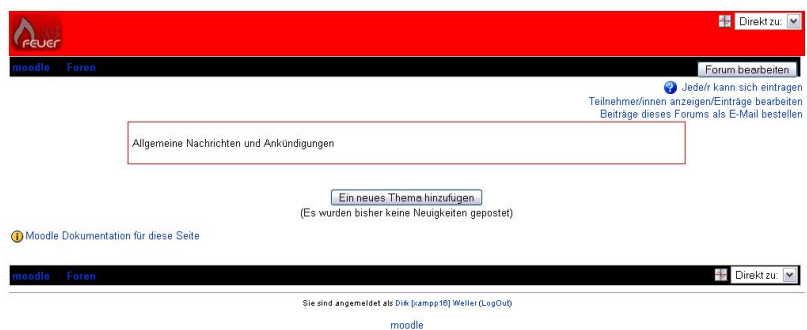 Direkt zu:
FEUER
moodle Foren
Forum bearbeiten
Jede/r kann sich eintragen
Teilnehmer/innen anzeigen/Einträge bearbeiten
Beiträge dieses Forums als E-Mail bestellen
Allgemeine Nachrichten und Ankündigungen
Ein neues Thema hinzufügen
(Es wurden bisher keine Neuigkeiten gepostet)
Moodle Dokumentation für diese Seite
moodle Foren
Direkt zu:
Sie sind angemeldet als Dirk [xampp16] Weller (LogOut)
moodle